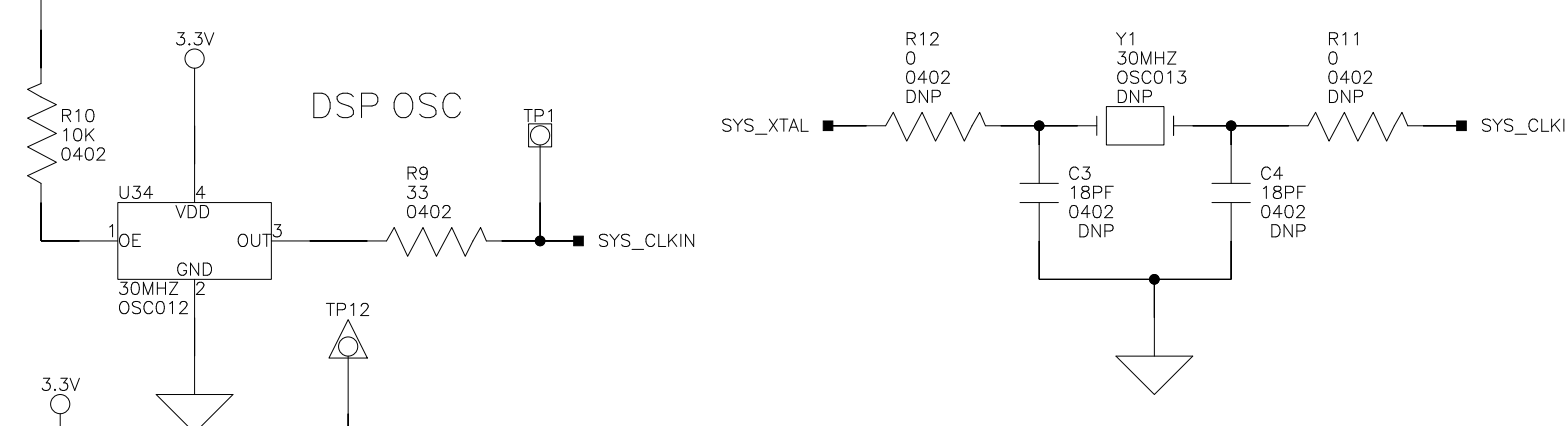 3.3V
DSP OSC
R10
10K
0402
TP1
U34
4
VDD
1
OE
OUT
3
GND
2
30MHZ
OSC012
R9
33
0402
SYS_CLKIN
TP12
3.3V
R12
0
0402
DNP
Y1
30MHZ
OSC013
DNP
R11
0
0402
DNP
SYS_XTAL
SYS_CLKI
C3
18PF
0402
DNP
C4
18PF
0402
DNP